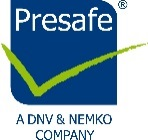 Presafe®
A DNV & NEMKO
COMPANY